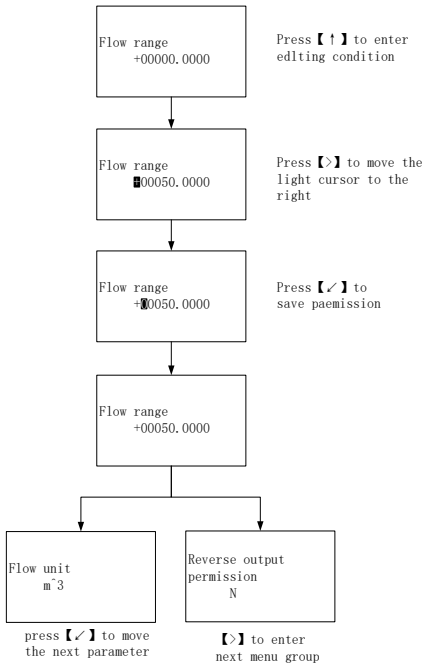 Flow range
+00000.0000
Press【↑】to enter
edlting condition
Flow range
+00050.0000
Press【>】to move the
light cursor to the
right
Flow range
+00050.0000
Press【↙】to
save paemission
Flow range
+00050.0000
Flow unit
m^3
Reverse output
permission
N
press【↙】to move
the next parameter
【>】to enter
next menu group